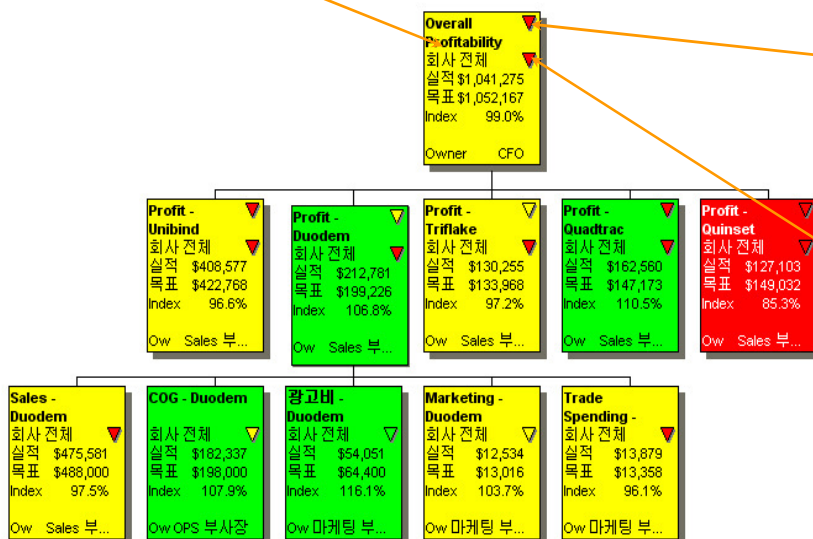 Overall
Profitability
회사 전체
실적 $1,041,275
목표 $1,052,167
Index 99.0%
Owner CFO
Profit -
Unibind
회사 전체
실적 $408,577
목표 $422,768
Index 96.6%
Ow Sales 부...
Profit -
Duodem
회사 전체
실적 $212,781
목표 $199,226
Index 106.8%
Ow Sales 부...
Profit -
Triflake
회사 전체
실적 $130,255
목표 $133,968
Index 97.2%
Ow Sales 부...
Profit -
Quadtrac
회사 전체
실적 $162,560
목표 $147,173
Index 110.5%
Ow Sales 부...
Profit -
Quinset
회사 전체
실적 $127,103
목표 $149,032
Index 85.3%
Ow Sales 부...
Sales -
Duodem
회사 전체
실적 $475,581
목표 $488,000
Index 97.5%
Ow Sales 부...
COG - Duodem
회사 전체
실적 $182,337
목표 $198,000
Index 107.9%
Ow OPS 부사장
광고비 -
Duodem
회사 전체
실적 $54,051
목표 $64,400
Index 116.1%
Ow 마케팅 부...
Marketing -
Duodem
회사 전체
실적 $12,534
목표 $13,016
Index 103.7%
Ow 마케팅 부...
Trade
Spending -
회사 전체
실적 $13,879
목표 $13,358
Index 96.1%
Ow 마케팅 부...